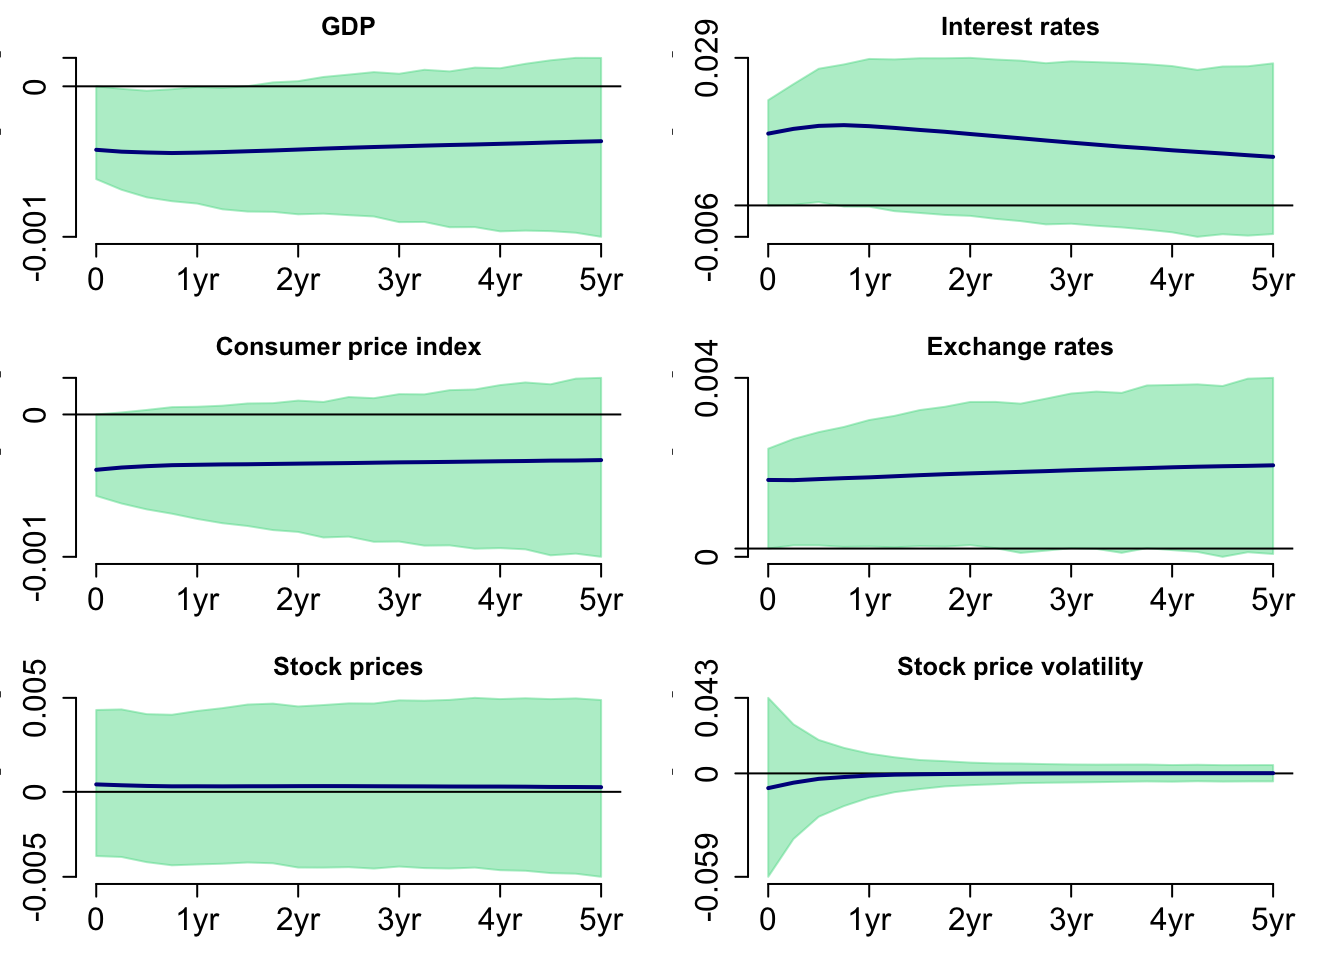 GDP
0
-0.001
0 1yr 2yr 3yr 4yr 5yr
Interest rates
0.029
-0.006
0 1yr 2yr 3yr 4yr 5yr
Consumer price index
0
-0.001
0 1yr 2yr 3yr 4yr 5yr
Exchange rates
0.004
0
0 1yr 2yr 3yr 4yr 5yr
Stock prices
0.005
0
-0.005
0 1yr 2yr 3yr 4yr 5yr
Stock price volatility
0.043
0
-0.059
0 1yr 2yr 3yr 4yr 5yr